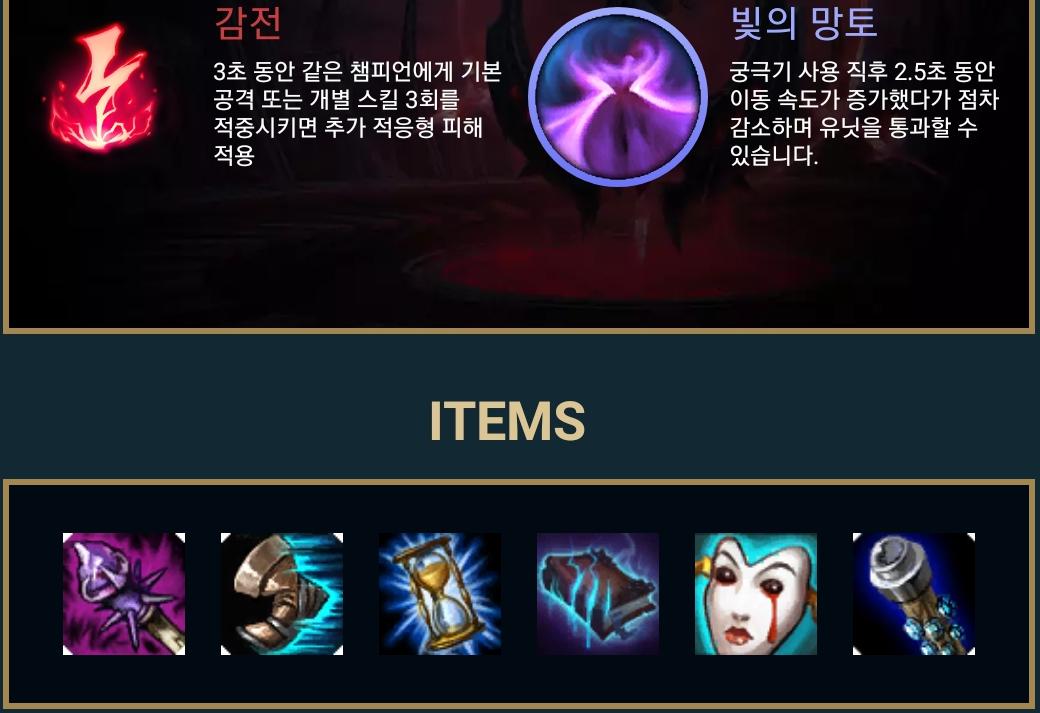 감전
3초 동안 같은 챔피언에게 기본
공격 또는 개별 스킬 3회를
적중시키면 추가 적응형 피해
적용
빛의 망토
궁극기 사용 직후 2.5초 동안
이동 속도가 증가했다가 점차
감소하며 유닛을 통과할 수
있습니다.
ITEMS